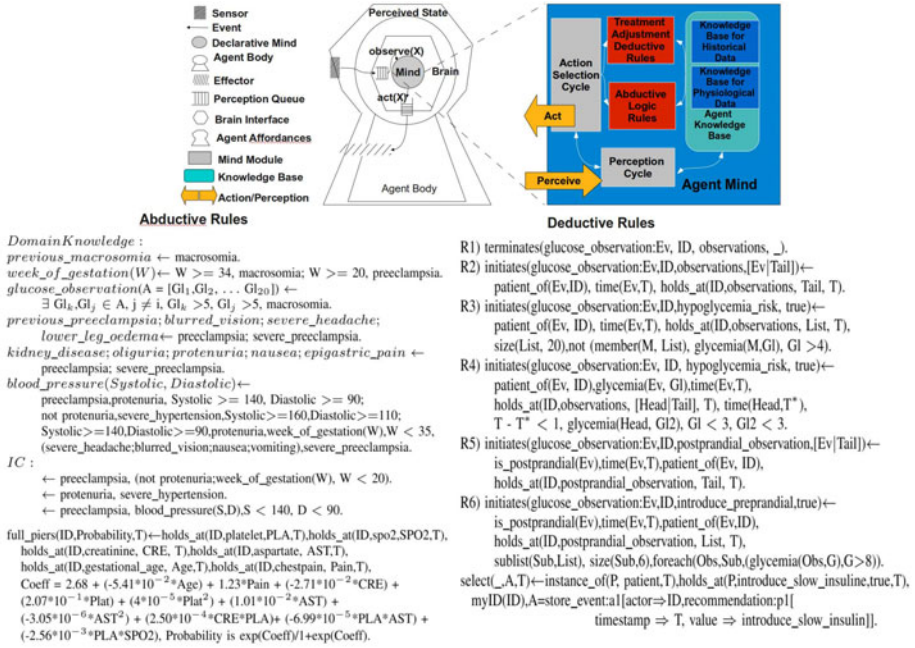 Sensor
Event
Declarative Mind
Agent Body
Effector
Perception Queue
Brain Interface
Agent Affordances
Mind Module
Knowledge Base
Action/Perception
Perceived State
observe(X)
Mind
Brain
act(X)
Agent Body
Action Selection Cycle
Treatment Adjustment Deductive Rules
Abductive Logic Rules
Knowledge Base for Historical Data
Knowledge Base for Physiological Data
Agent Knowledge Base
Act
Perceive
Perception Cycle
Agent Mind
Abductive Rules
DomainKnowledge :
previous_macrosomia ← macrosomia.
week_of_gestation(W)← W >= 34, macrosomia; W >= 20, preeclampsia.
glucose_observation(A = [Gl₁,Gl₂, … Gl₂₀]) ←
∃ Glₖ,Glⱼ ∈ A, j ≠ i, Glₖ >5, Glⱼ >5, macrosomia.
previous_preeclampsia; blurred_vision; severe_headache;
lower_leg_oedema← preeclampsia; severe_preeclampsia.
kidney_disease; oliguria; protenuria; nausea; epigastric_pain ←
preeclampsia; severe_preeclampsia.
blood_pressure(Systolic, Diastolic)←
preeclampsia,protenuria, Systolic >= 140, Diastolic >= 90;
not protenuria,severe_hypertension,Systolic>=160,Diastolic>=110;
Systolic>=140,Diastolic>=90,protenuria,week_of_gestation(W),W < 35,
(severe_headache;blurred_vision;nausea;vomiting),severe_preeclampsia.
IC :
← preeclampsia, (not protenuria;week_of_gestation(W), W < 20).
← protenuria, severe_hypertension.
← preeclampsia, blood_pressure(S,D),S < 140, D < 90.
full_piers(ID,Probability,T)←holds_at(ID,platelet,PLA,T),holds_at(ID,spo2,SPO2,T),
holds_at(ID,creatinine, CRE, T),holds_at(ID,aspartate, AST,T),
holds_at(ID,gestational_age, Age,T),holds_at(ID,chestpain, Pain,T),
Coeff = 2.68 + (-5.41*10⁻²*Age) + 1.23*Pain + (-2.71*10⁻²*CRE) +
(2.07*10⁻¹*Plat) + (4*10⁻⁵*Plat²) + (1.01*10⁻²*AST) +
(-3.05*10⁻⁶*AST²) + (2.50*10⁻⁴*CRE*PLA)+ (-6.99*10⁻⁵*PLA*AST) +
(-2.56*10⁻³*PLA*SPO2), Probability is exp(Coeff)/1+exp(Coeff).
Deductive Rules
R1) terminates(glucose_observation:Ev, ID, observations, _).
R2) initiates(glucose_observation:Ev,ID,observations,[Ev|Tail])←
patient_of(Ev,ID), time(Ev,T), holds_at(ID,observations, Tail, T).
R3) initiates(glucose_observation:Ev,ID,hypoglycemia_risk, true)←
patient_of(Ev, ID), time(Ev,T), holds_at(ID,observations, List, T),
size(List, 20),not (member(M, List), glycemia(M,Gl), Gl >4).
R4) initiates(glucose_observation:Ev, ID, hypoglycemia_risk, true)←
patient_of(Ev, ID),glycemia(Ev, Gl),time(Ev,T),
holds_at(ID,observations, [Head|Tail], T), time(Head,T*),
T - T* < 1, glycemia(Head, Gl2), Gl < 3, Gl2 < 3.
R5) initiates(glucose_observation:Ev,ID,postprandial_observation,[Ev|Tail])←
is_postprandial(Ev),time(Ev,T),patient_of(Ev, ID),
holds_at(ID,postprandial_observation, Tail, T).
R6) initiates(glucose_observation:Ev,ID,introduce_preprandial,true)←
is_postprandial(Ev),time(Ev,T),patient_of(Ev,ID),
holds_at(ID,postprandial_observation, List, T),
sublist(Sub,List), size(Sub,6),foreach(Obs,Sub,(glycemia(Obs,G),G>8)).
select(_,A,T)←instance_of(P, patient,T),holds_at(P,introduce_slow_insuline,true,T),
myID(ID),A=store_event:a1[actor⇒ID,recommendation:p1[
timestamp ⇒ T, value ⇒ introduce_slow_insulin]].